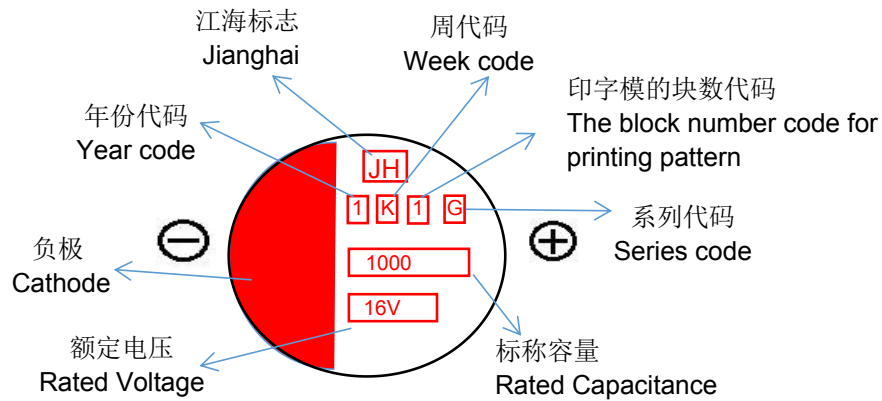 江海标志
Jianghai
周代码
Week code
印字模的块数代码
The block number code for
printing pattern
年份代码
Year code
JH
1 K 1 G
系列代码
Series code
负极
Cathode
1000
16V
额定电压
Rated Voltage
标称容量
Rated Capacitance